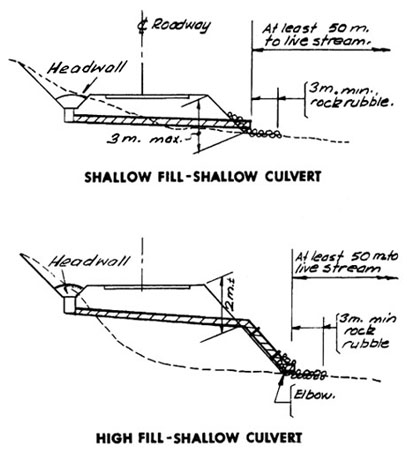 ℄ Roadway
At least 50 m.
to live stream.
Headwall
3m. min.
rock rubble.
3 m. max.
SHALLOW FILL-SHALLOW CULVERT
At least 50 m to
live stream
Headwall
2m±
3m. min
rock
rubble
Elbow.
HIGH FILL-SHALLOW CULVERT